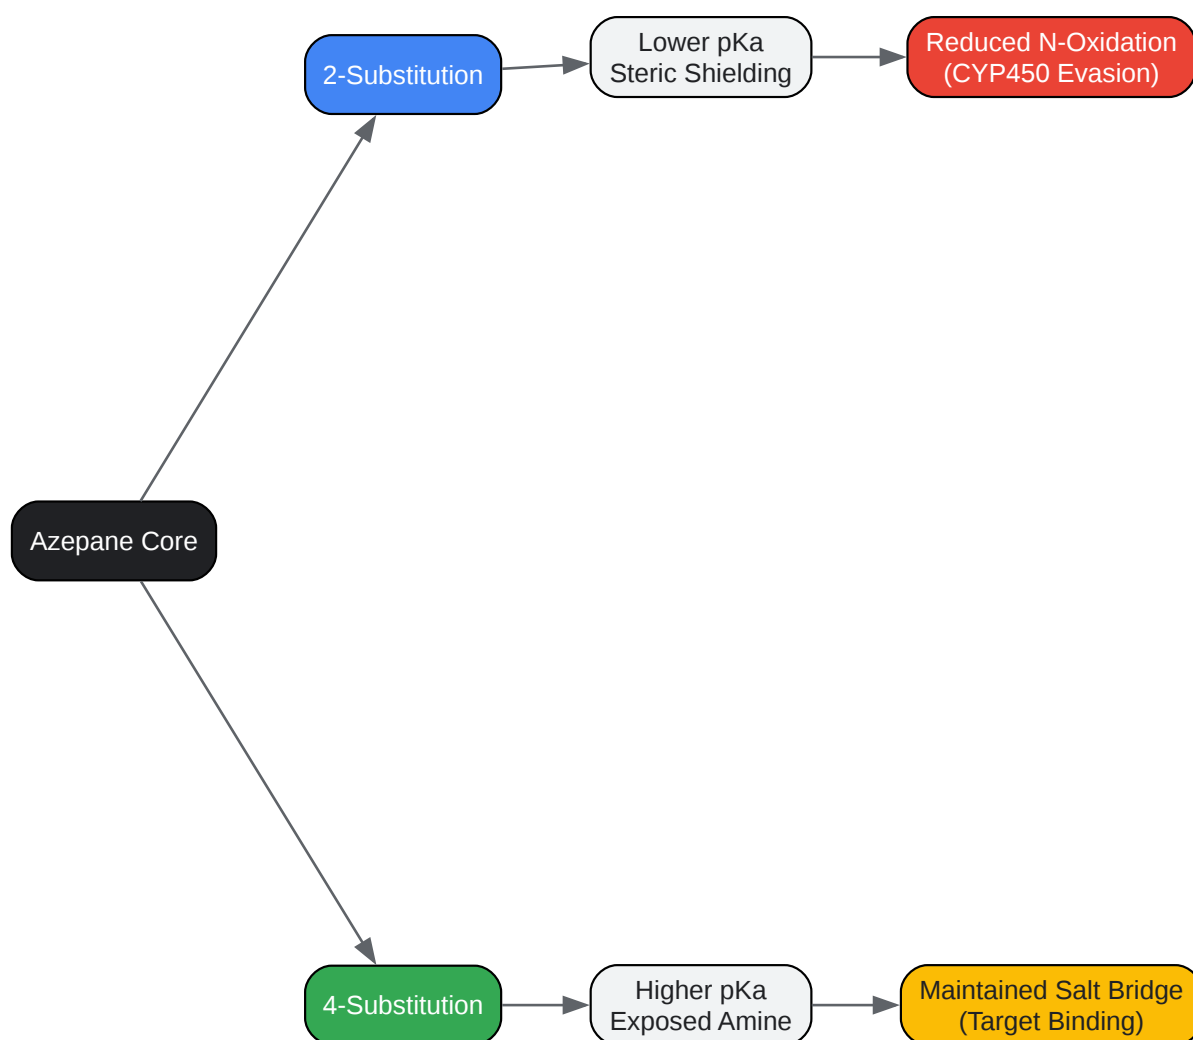 2-Substitution
Lower pKa
Steric Shielding
Reduced N-Oxidation
(CYP450 Evasion)
Azepane Core
4-Substitution
Higher pKa
Exposed Amine
Maintained Salt Bridge
(Target Binding)